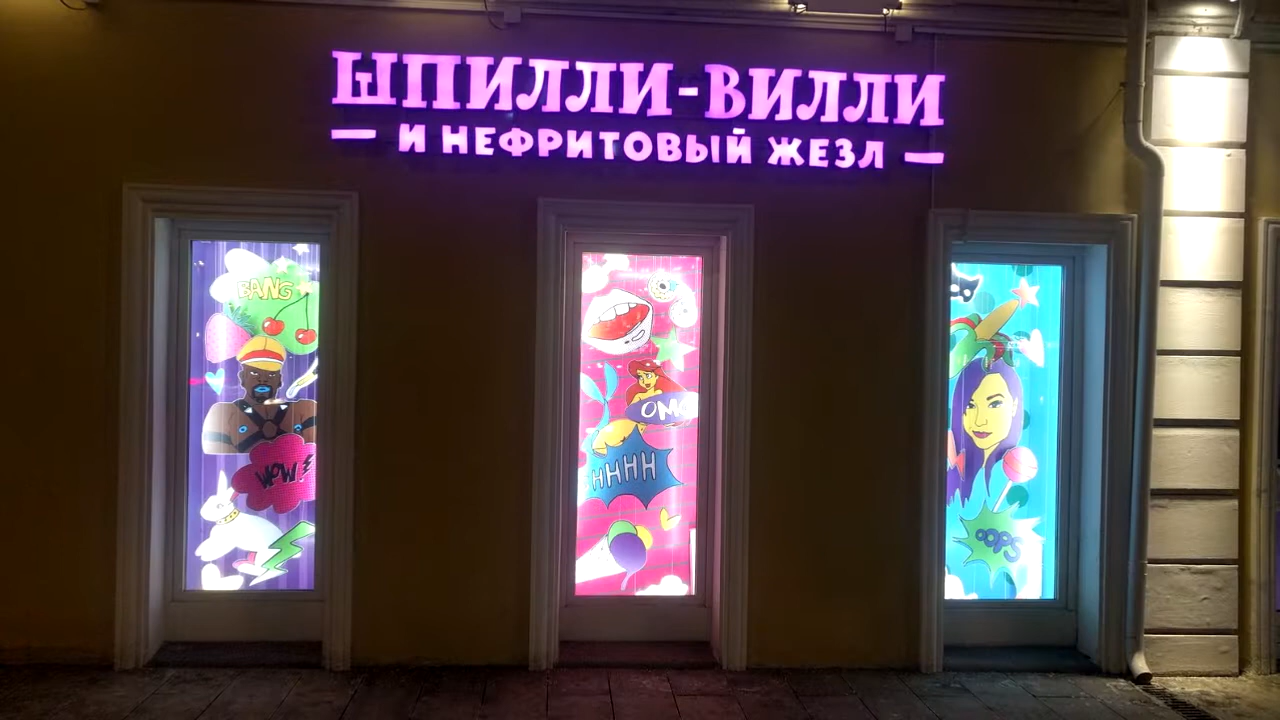 ШПИЛЛИ-ВИЛЛИ
— И НЕФРИТОВЫЙ ЖЕЗЛ —
BANG
WOW!
OMG
HHHH
OOPS